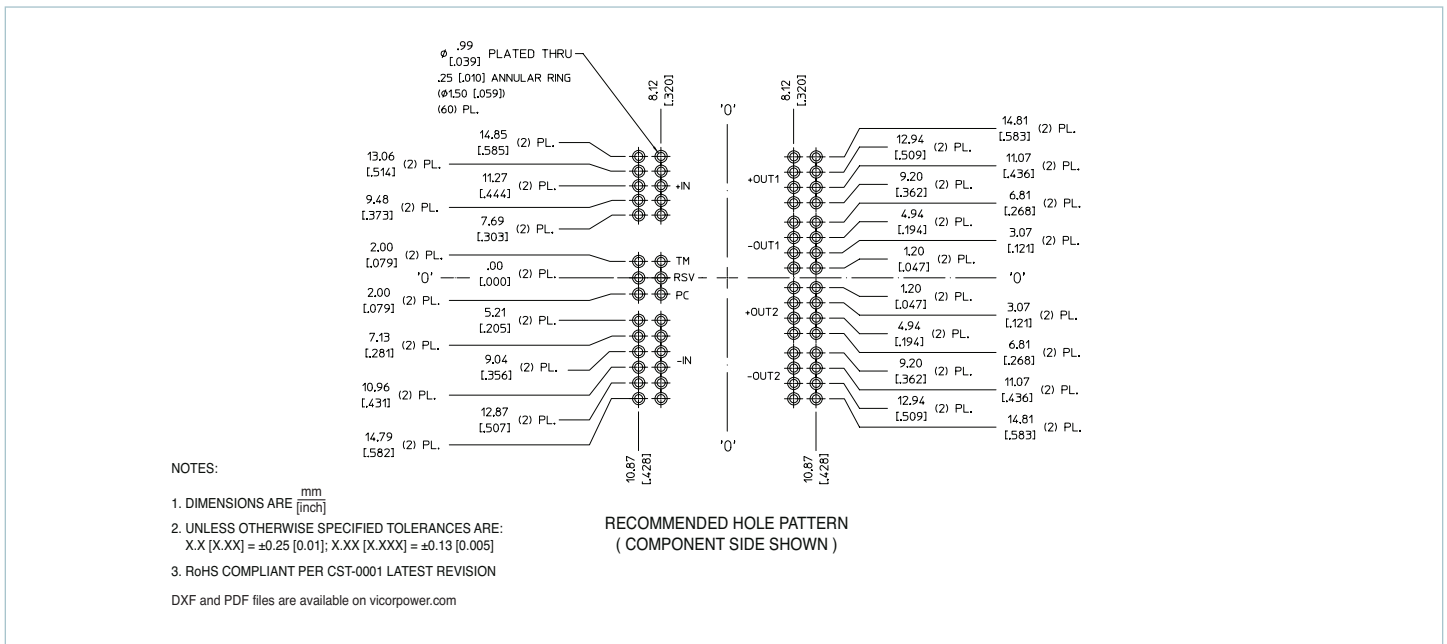 ø .99 [.039] PLATED THRU
.25 [.010] ANNULAR RING
(ø1.50 [.059])
(60) PL.
8.12 [.320]
8.12 [.320]
'0'
14.85 [.585] (2) PL.
13.06 [.514] (2) PL.
11.27 [.444] (2) PL.
9.48 [.373] (2) PL.
7.69 [.303] (2) PL.
+IN
2.00 [.079] (2) PL.
TM
'0'
.00 [.000] (2) PL.
RSV
2.00 [.079] (2) PL.
PC
5.21 [.205] (2) PL.
7.13 [.281] (2) PL.
9.04 [.356] (2) PL.
-IN
10.96 [.431] (2) PL.
12.87 [.507] (2) PL.
14.79 [.582] (2) PL.
14.81 [.583] (2) PL.
12.94 [.509] (2) PL.
11.07 [.436] (2) PL.
+OUT1
9.20 [.362] (2) PL.
6.81 [.268] (2) PL.
4.94 [.194] (2) PL.
-OUT1
3.07 [.121] (2) PL.
1.20 [.047] (2) PL.
'0'
1.20 [.047] (2) PL.
+OUT2
3.07 [.121] (2) PL.
4.94 [.194] (2) PL.
6.81 [.268] (2) PL.
9.20 [.362] (2) PL.
-OUT2
11.07 [.436] (2) PL.
12.94 [.509] (2) PL.
14.81 [.583] (2) PL.
'0'
10.87 [.428]
10.87 [.428]
RECOMMENDED HOLE PATTERN
( COMPONENT SIDE SHOWN )
NOTES:
1. DIMENSIONS ARE mm [inch]
2. UNLESS OTHERWISE SPECIFIED TOLERANCES ARE:
X.X [X.XX] = ±0.25 [0.01]; X.XX [X.XXX] = ±0.13 [0.005]
3. RoHS COMPLIANT PER CST-0001 LATEST REVISION
DXF and PDF files are available on vicorpower.com